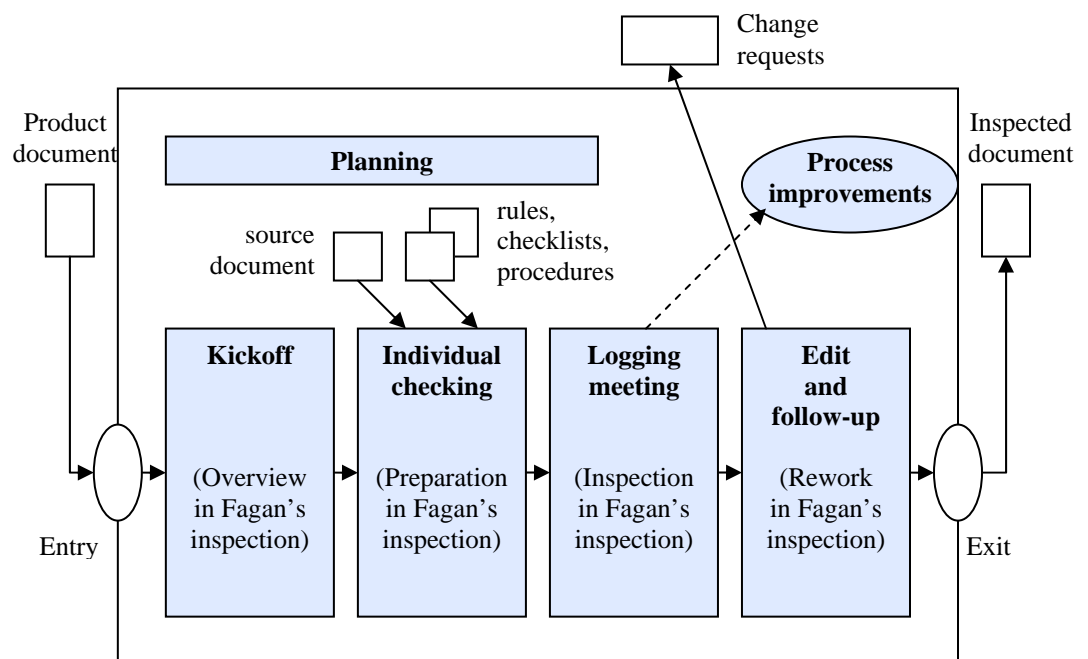 Change
requests
Product
document
Inspected
document
Planning
Process
improvements
source
document
rules,
checklists,
procedures
Kickoff
(Overview
in Fagan's
inspection)
Individual
checking
(Preparation
in Fagan's
inspection)
Logging
meeting
(Inspection
in Fagan's
inspection)
Edit
and
follow-up
(Rework
in Fagan's
inspection)
Entry
Exit